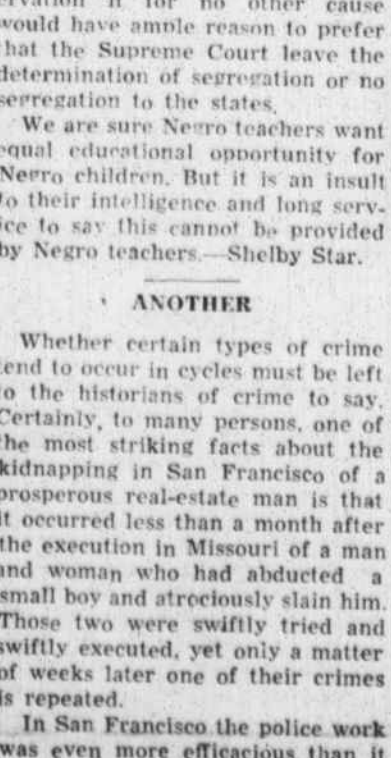 ervation if for no other cause
would have ample reason to prefer
that the Supreme Court leave the
determination of segregation or no
segregation to the states.
We are sure Negro teachers want
equal educational opportunity for
Negro children. But it is an insult
to their intelligence and long serv-
ice to say this cannot be provided
by Negro teachers.—Shelby Star.
ANOTHER
Whether certain types of crime
tend to occur in cycles must be left
to the historians of crime to say.
Certainly, to many persons, one of
the most striking facts about the
kidnapping in San Francisco of a
prosperous real-estate man is that
it occurred less than a month after
the execution in Missouri of a man
and woman who had abducted a
small boy and atrociously slain him.
Those two were swiftly tried and
swiftly executed, yet only a matter
of weeks later one of their crimes
is repeated.
In San Francisco the police work
was even more efficacious than it